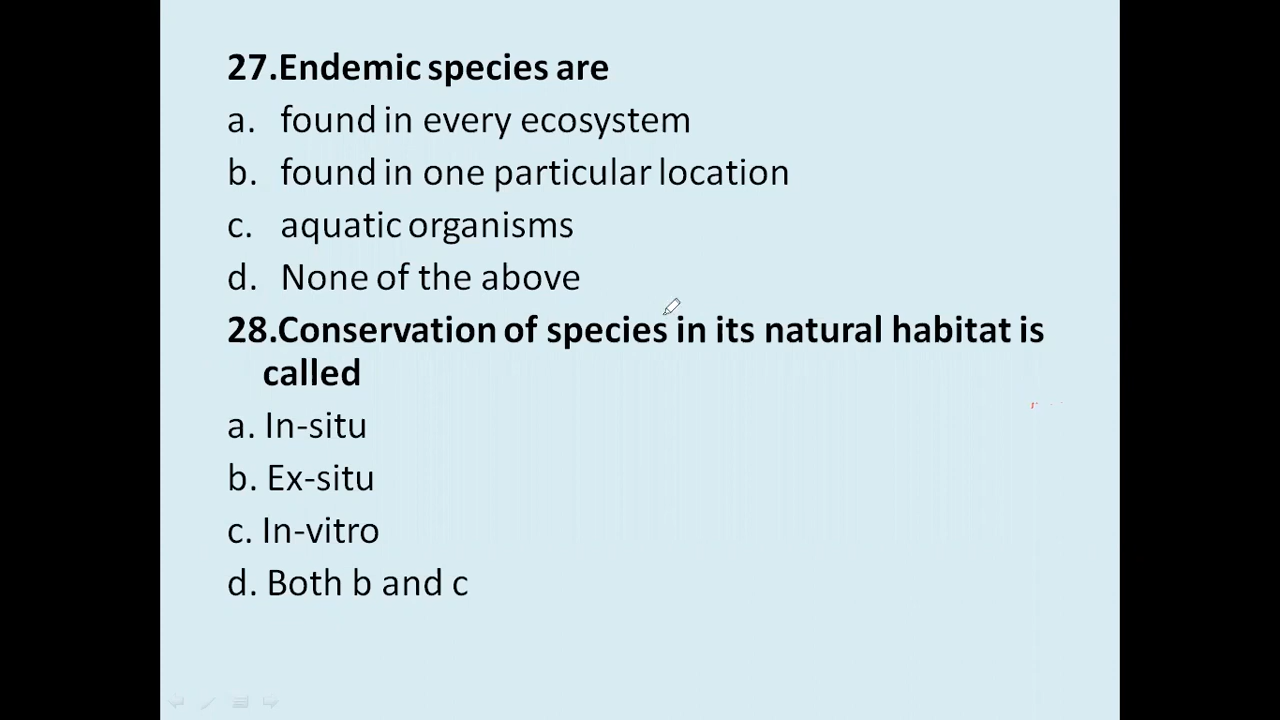 27.Endemic species are
a. found in every ecosystem
b. found in one particular location
c. aquatic organisms
d. None of the above
28.Conservation of species in its natural habitat is
called
a. In-situ
b. Ex-situ
c. In-vitro
d. Both b and c